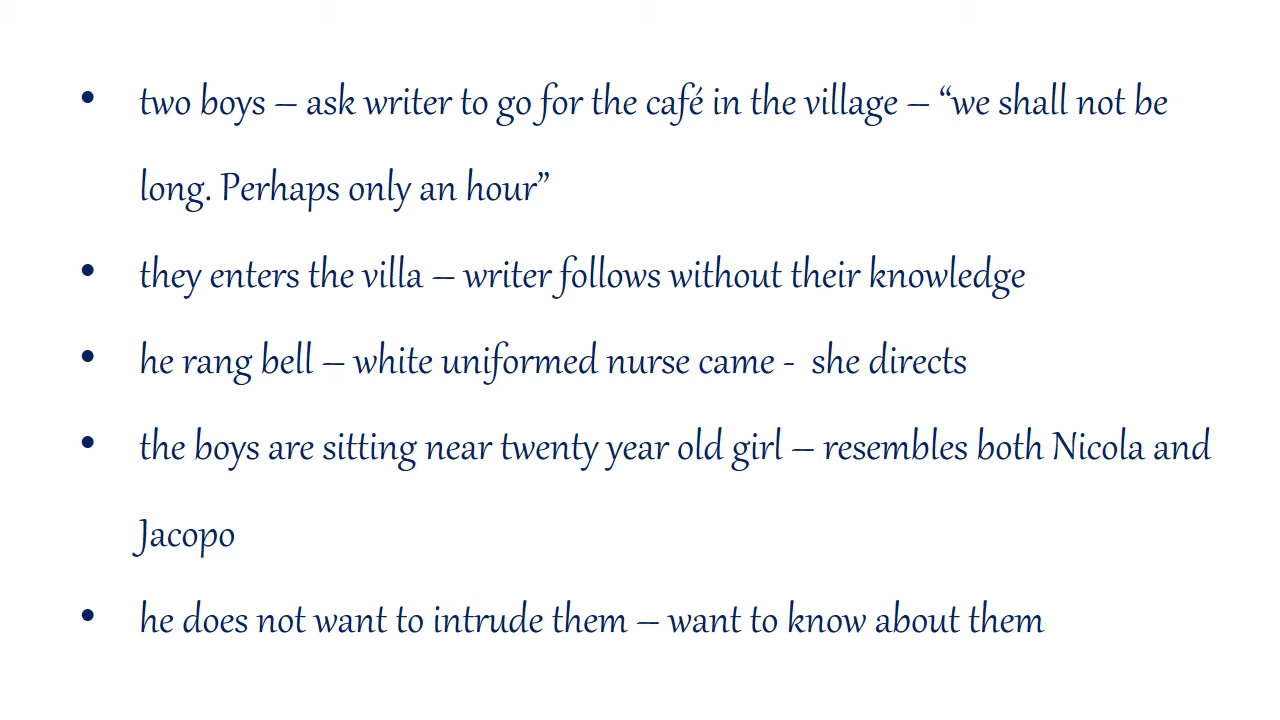 • two boys – ask writer to go for the café in the village – “we shall not be
long. Perhaps only an hour”
• they enters the villa – writer follows without their knowledge
• he rang bell – white uniformed nurse came - she directs
• the boys are sitting near twenty year old girl – resembles both Nicola and
Jacopo
• he does not want to intrude them – want to know about them